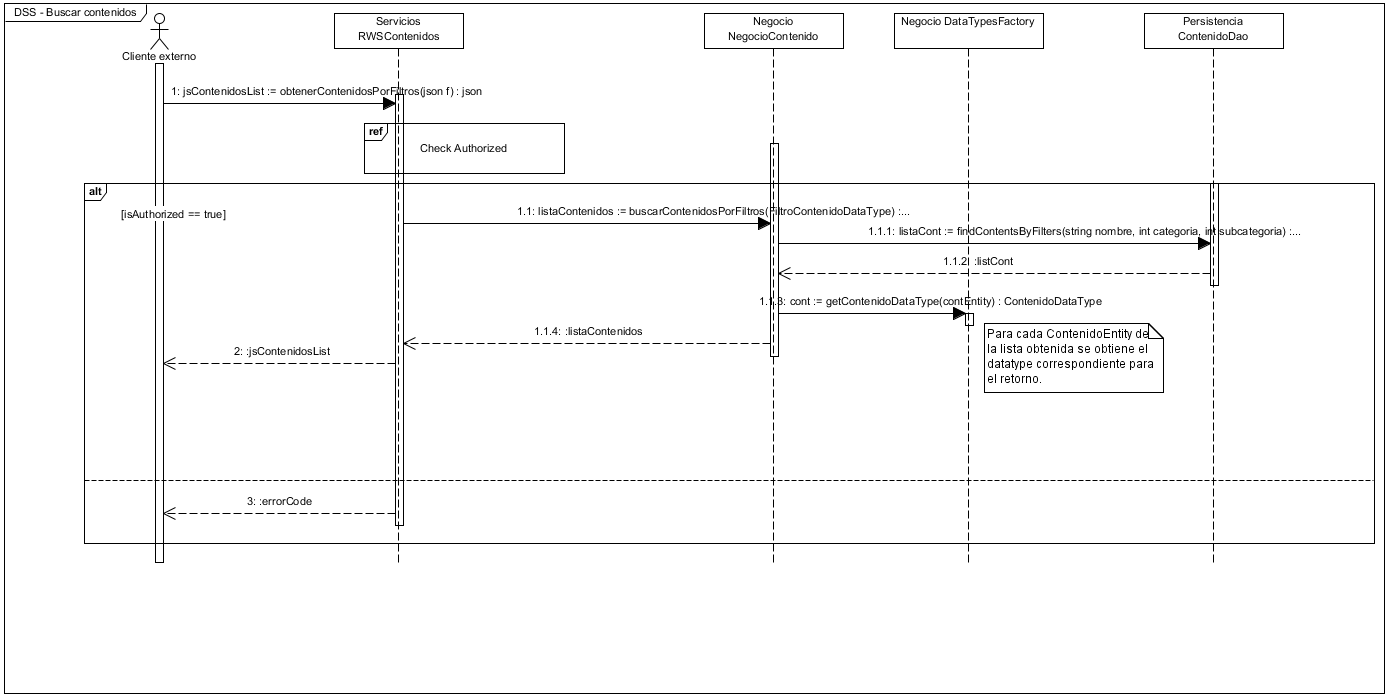 DSS - Buscar contenidos
Cliente externo
Servicios
RWSContenidos
Negocio
NegocioContenido
Negocio DataTypesFactory
Persistencia
ContenidoDao
1: jsContenidosList := obtenerContenidosPorFiltros(json f) : json
ref
Check Authorized
alt
[isAuthorized == true]
1.1: listaContenidos := buscarContenidosPorFiltros(FiltroContenidoDataType) :...
1.1.1: listaCont := findContentsByFilters(string nombre, int categoria, int subcategoria) :...
1.1.2: :listCont
1.1.3: cont := getContenidoDataType(contEntity) : ContenidoDataType
Para cada ContenidoEntity de
la lista obtenida se obtiene el
datatype correspondiente para
el retorno.
1.1.4: :listaContenidos
2: :jsContenidosList
3: :errorCode